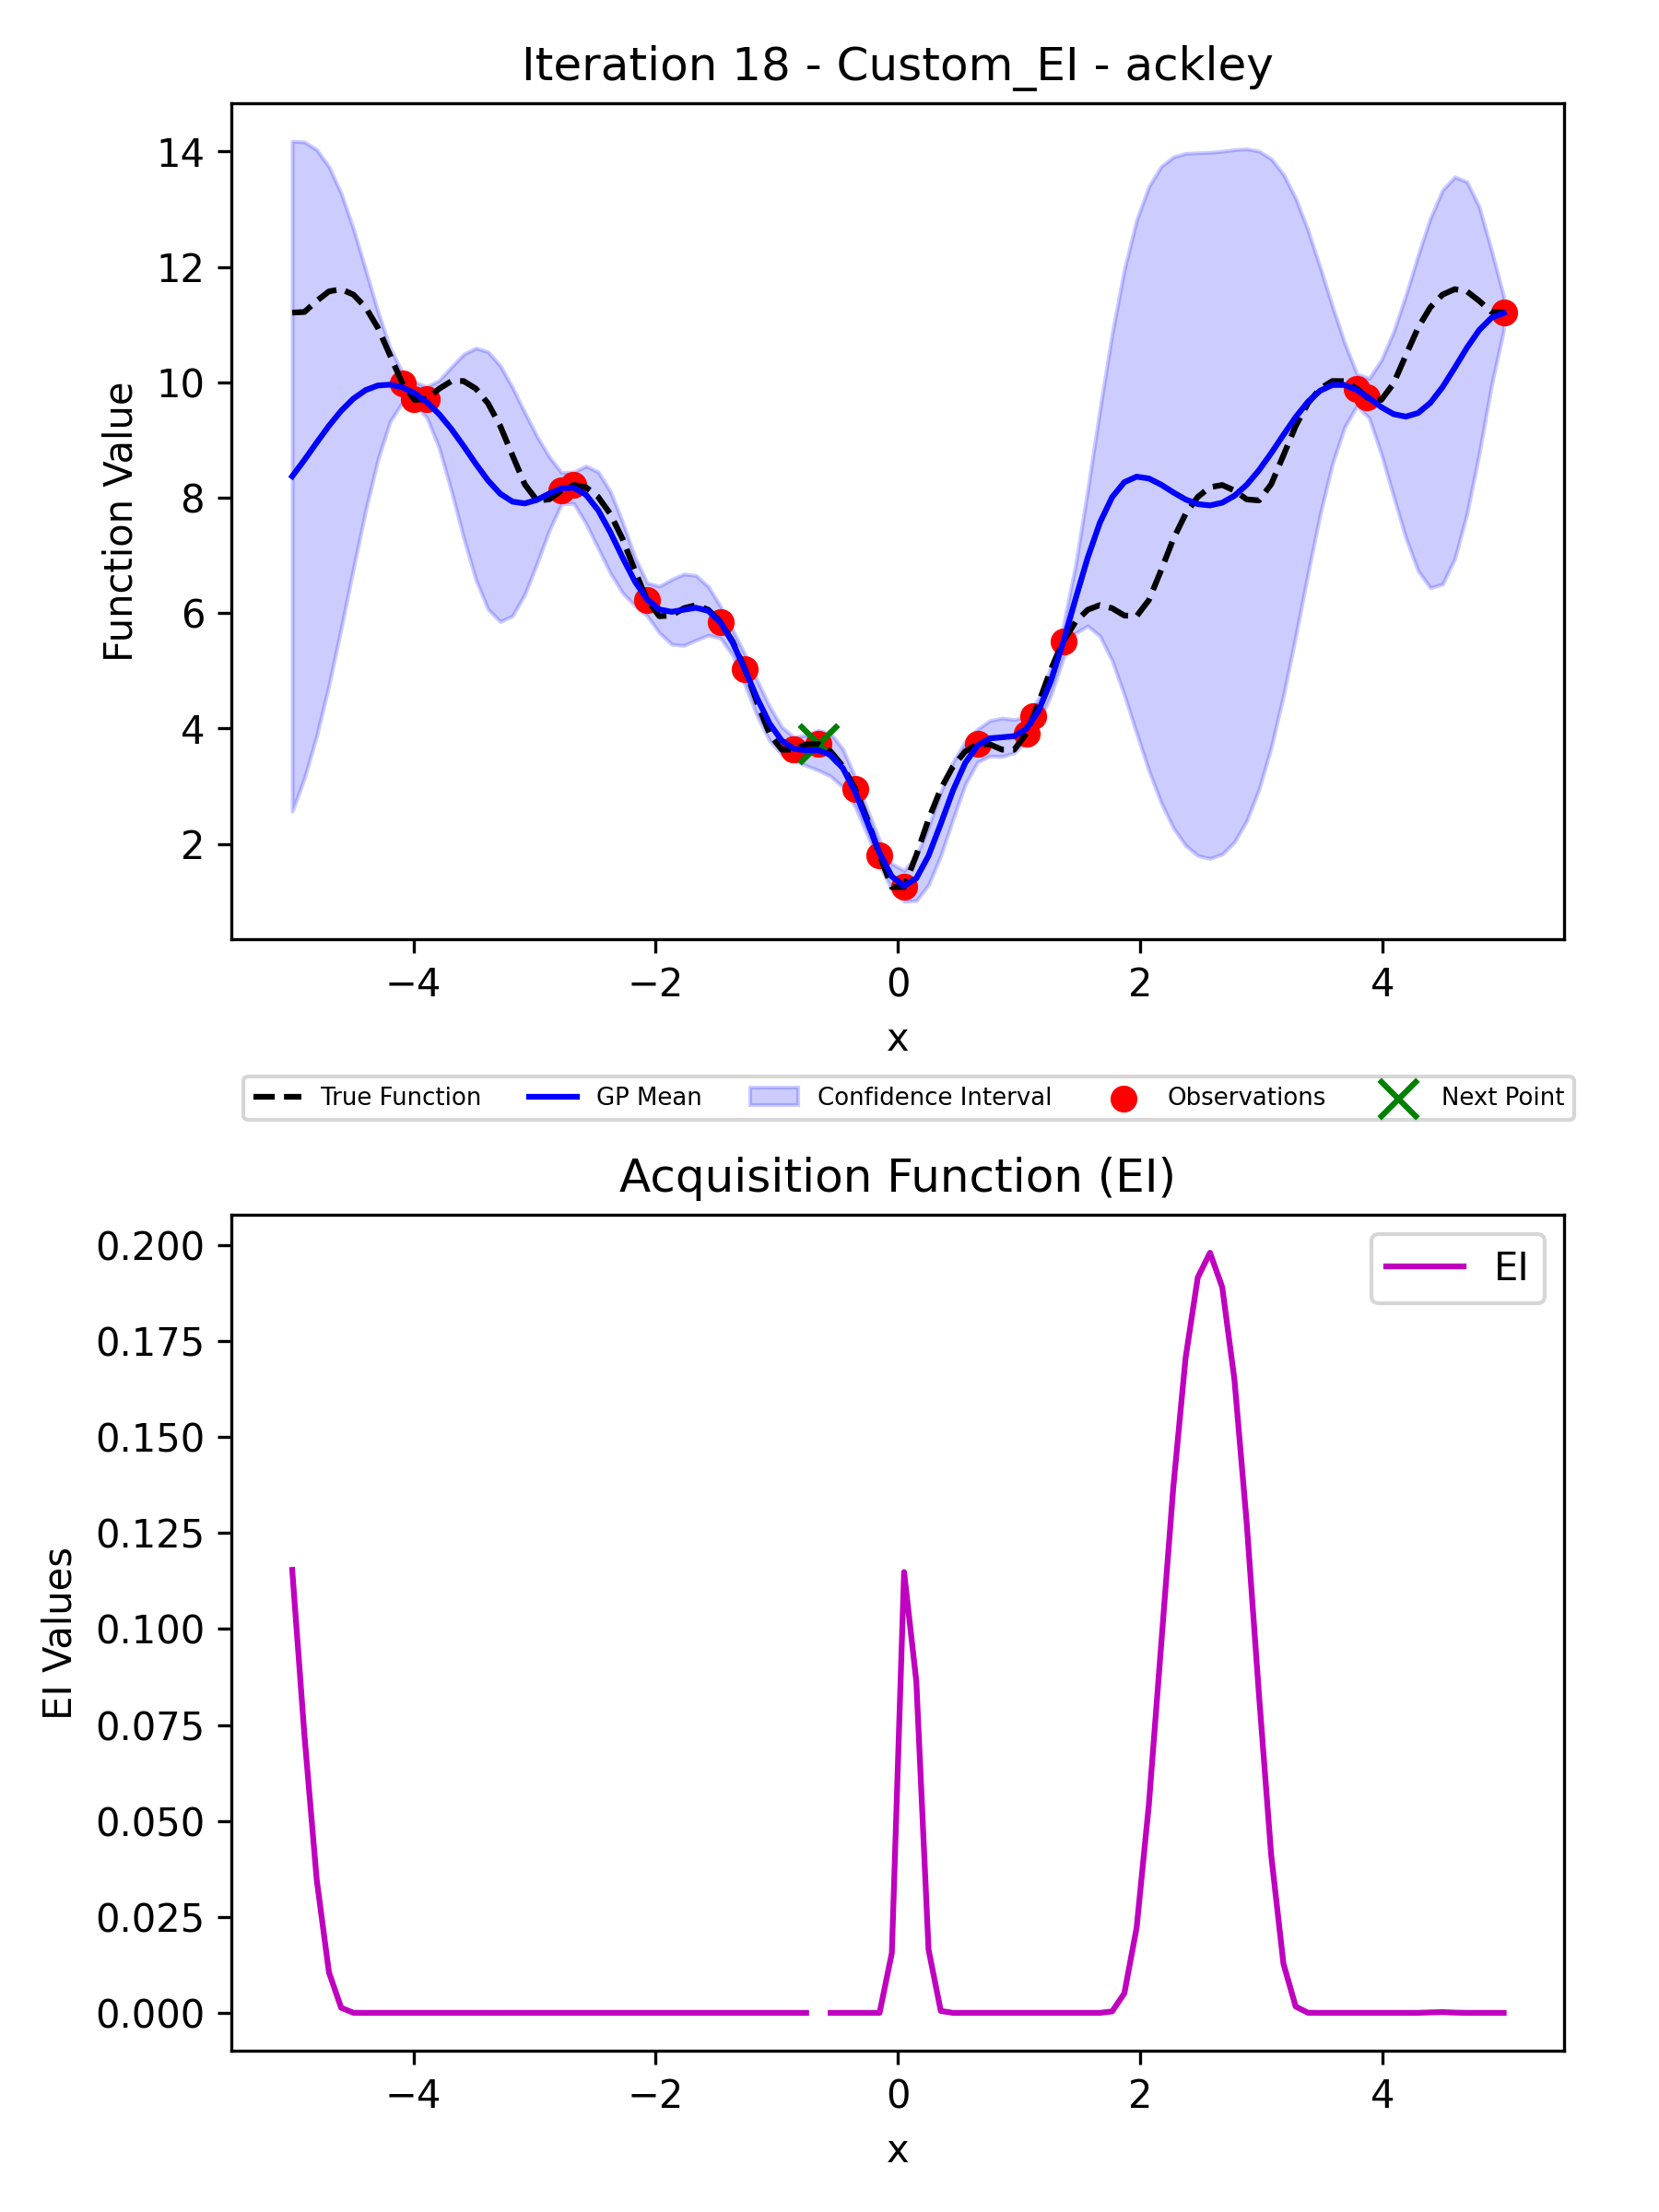 Iteration 18 - Custom_EI - ackley
Function Value
14
12
10
8
6
4
2
−4 −2 0 2 4
x
True Function GP Mean Confidence Interval Observations Next Point
Acquisition Function (EI)
EI Values
0.200
0.175
0.150
0.125
0.100
0.075
0.050
0.025
0.000
EI
−4 −2 0 2 4
x